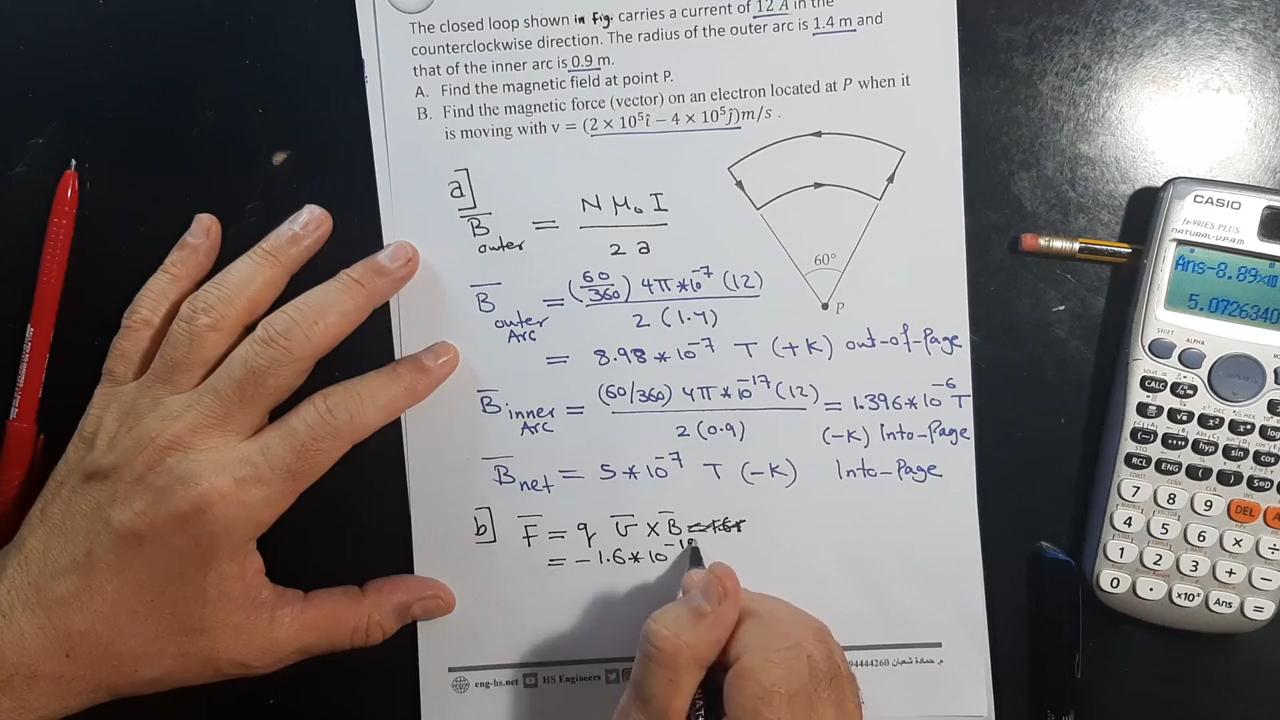 The closed loop shown in fig. carries a current of 12 A in the
counterclockwise direction. The radius of the outer arc is 1.4 m and
that of the inner arc is 0.9 m.
A. Find the magnetic field at point P.
B. Find the magnetic force (vector) on an electron located at P when it
is moving with v = (2 × 10⁵î − 4 × 10⁵ĵ)m/s .
60°
P
a]
B outer = N μ₀ I / 2 a
B outer Arc = (60/360) 4π*10⁻⁷ (12) / 2 (1.4)
= 8.98 * 10⁻⁷ T (+K) out-of-Page
B inner Arc = (60/360) 4π*10⁻¹⁷ (12) / 2 (0.9) = 1.396*10⁻⁶ T
(-K) Into-Page
B net = 5*10⁻⁷ T (-K) Into-Page
b] F = q v × B
= -1.6*10
eng-hs.net HS Engineers
94444260 م. حمادة شعبان
CASIO
fx-991ES PLUS
NATURAL-V.P.A.M.
Ans-8.89×10
5.0726340
SHIFT ALPHA
CALC
hyp sin cos
RCL ENG S⇔D
7 8 9 DEL
4 5 6 ×
1 2 3 + −
0 . ×10ˣ Ans =